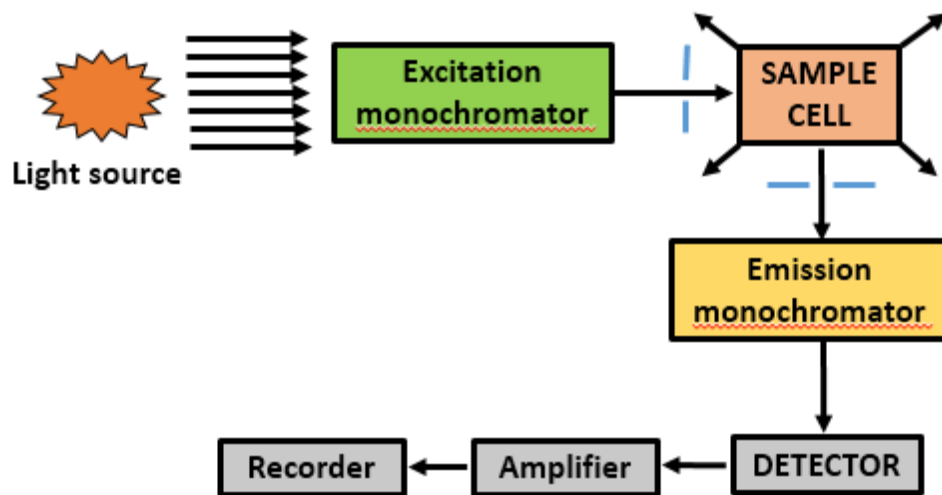 Light source
Excitation
monochromator
SAMPLE
CELL
Emission
monochromator
DETECTOR
Amplifier
Recorder